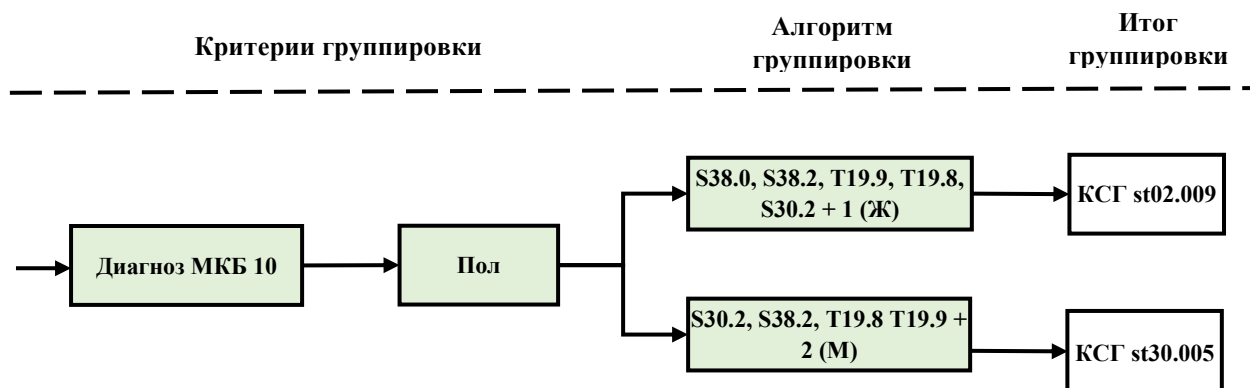 Критерии группировки
Алгоритм
группировки
Итог
группировки
Диагноз МКБ 10
Пол
S38.0, S38.2, T19.9, T19.8,
S30.2 + 1 (Ж)
КСГ st02.009
S30.2, S38.2, T19.8 T19.9 +
2 (М)
КСГ st30.005